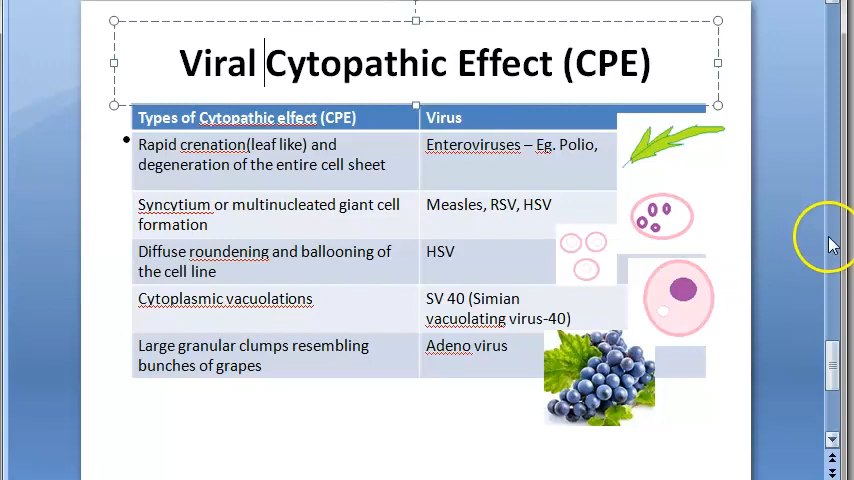 Viral Cytopathic Effect (CPE)
Types of Cytopathic elfect (CPE)
Virus
Rapid crenation(leaf like) and
degeneration of the entire cell sheet
Enteroviruses – Eg. Polio,
Syncytium or multinucleated giant cell
formation
Measles, RSV, HSV
Diffuse roundening and ballooning of
the cell line
HSV
Cytoplasmic vacuolations
SV 40 (Simian
vacuolating virus-40)
Large granular clumps resembling
bunches of grapes
Adeno virus